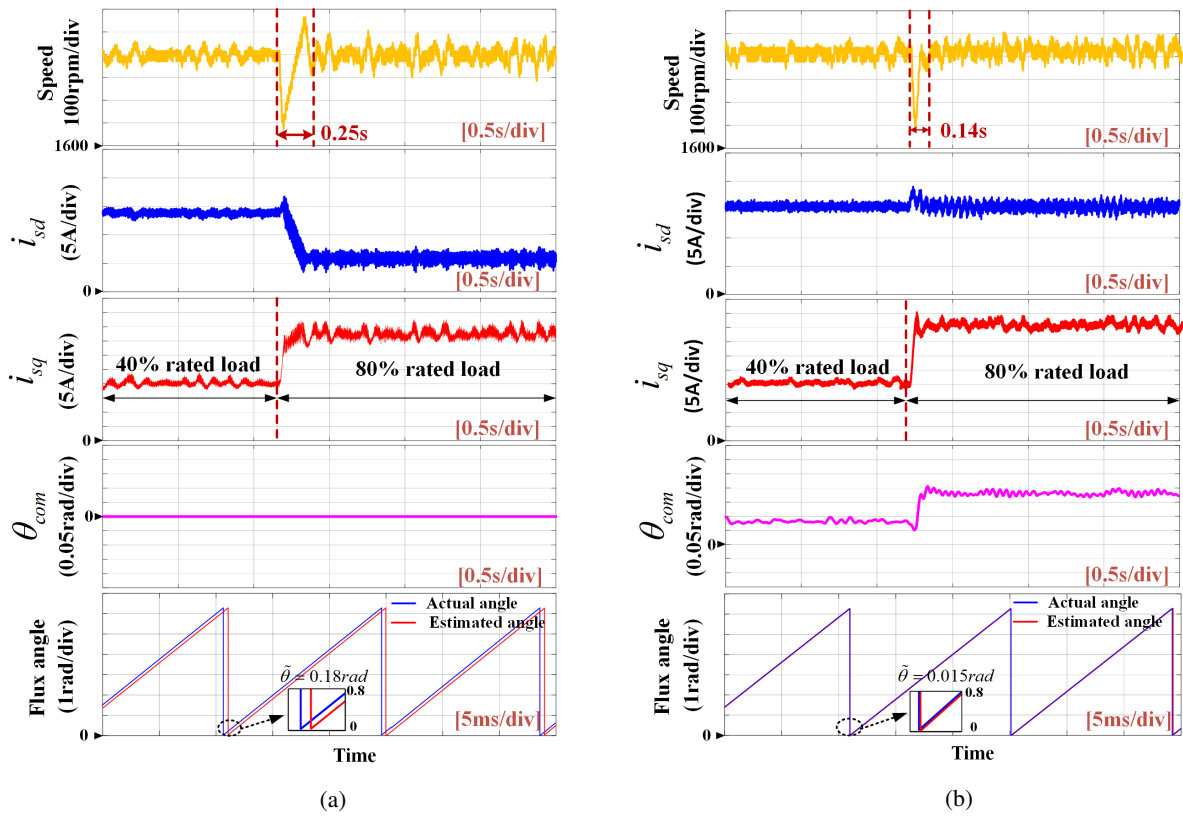 Speed
100rpm/div
1600
0.25s
[0.5s/div]
i_sd
(5A/div)
0
[0.5s/div]
i_sq
(5A/div)
40% rated load
80% rated load
0
[0.5s/div]
θ_com
(0.05rad/div)
0
[0.5s/div]
Flux angle
(1rad/div)
Actual angle
Estimated angle
θ̃ = 0.18rad
0.8
0
0
[5ms/div]
Time
(a)
Speed
100rpm/div
1600
0.14s
[0.5s/div]
i_sd
(5A/div)
0
[0.5s/div]
i_sq
(5A/div)
40% rated load
80% rated load
0
[0.5s/div]
θ_com
(0.05rad/div)
0
[0.5s/div]
Flux angle
(1rad/div)
Actual angle
Estimated angle
θ̃ = 0.015rad
0.8
0
0
[5ms/div]
Time
(b)